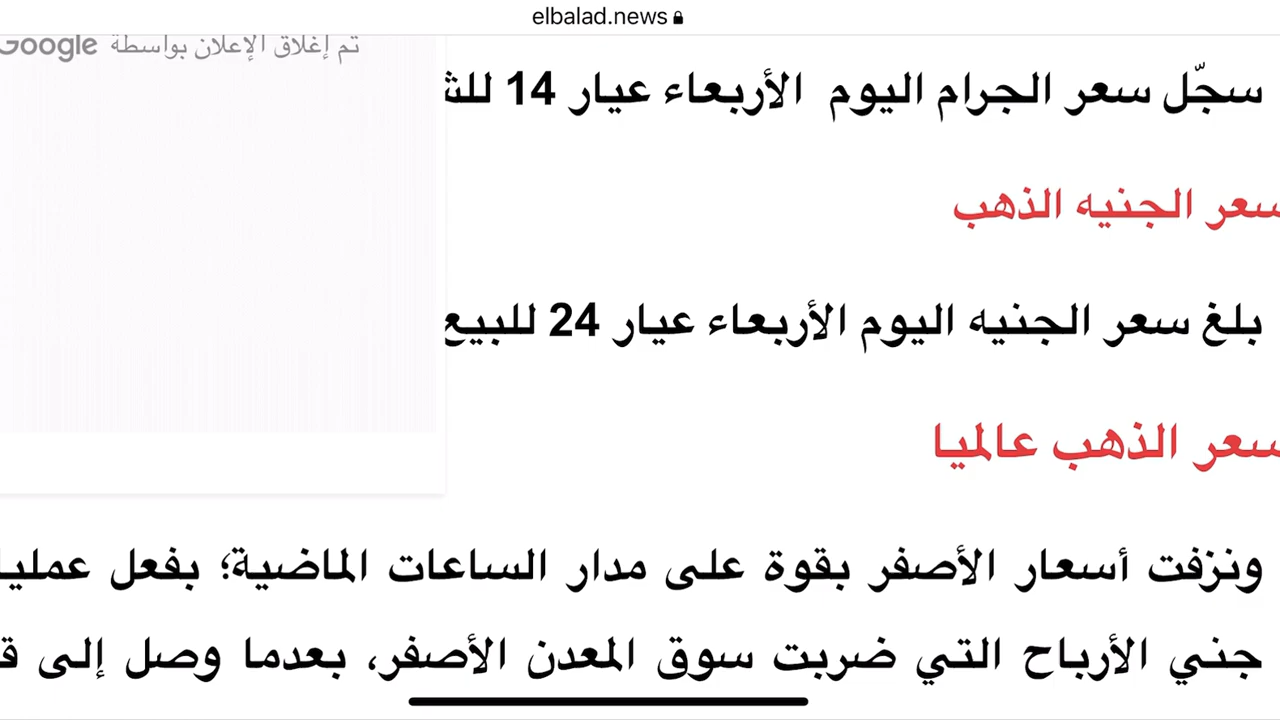 elbalad.news
تم إغلاق الإعلان بواسطة Google
سجّل سعر الجرام اليوم الأربعاء عيار 14
سعر الجنيه الذهب
بلغ سعر الجنيه اليوم الأربعاء عيار 24 للبيع
سعر الذهب عالميا
ونزفت أسعار الأصفر بقوة على مدار الساعات الماضية؛ بفعل
جني الأرباح التي ضربت سوق المعدن الأصفر، بعدما وصل إلى